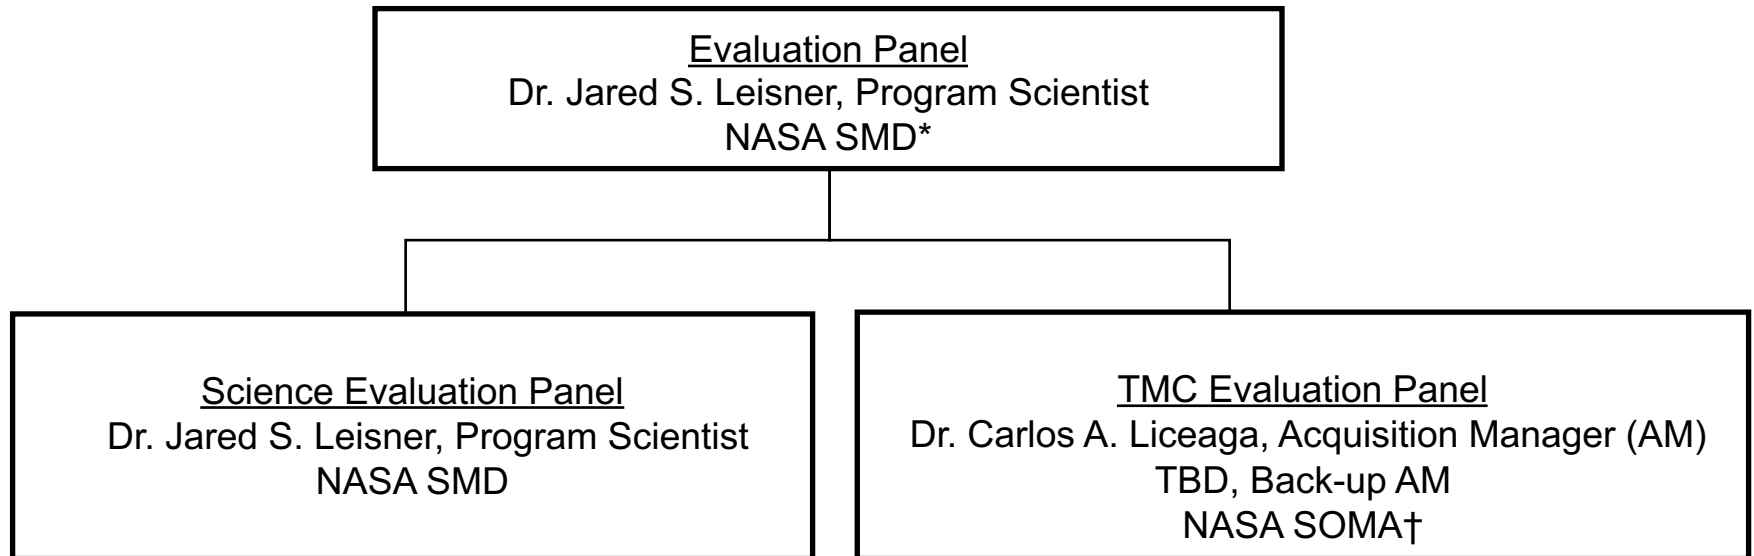 Evaluation Panel
Dr. Jared S. Leisner, Program Scientist
NASA SMD*
Science Evaluation Panel
Dr. Jared S. Leisner, Program Scientist
NASA SMD
TMC Evaluation Panel
Dr. Carlos A. Liceaga, Acquisition Manager (AM)
TBD, Back-up AM
NASA SOMA†